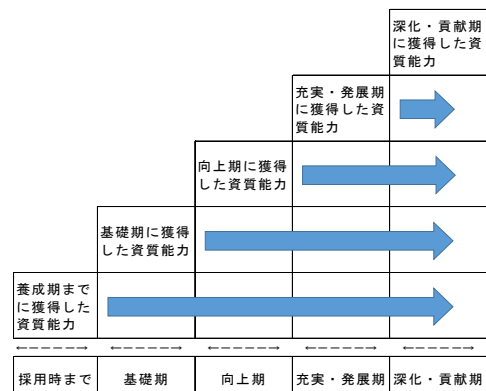 深化・貢献期
に獲得した資
質能力
充実・発展期
に獲得した資
質能力
向上期に獲得
した資質能力
基礎期に獲得
した資質能力
養成期まで
に獲得した
資質能力
採用時まで
基礎期
向上期
充実・発展期
深化・貢献期